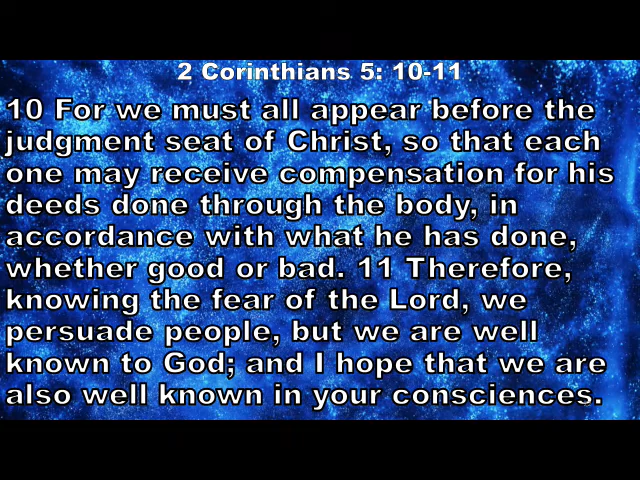 2 Corinthians 5: 10-11
10 For we must all appear before the
judgment seat of Christ, so that each
one may receive compensation for his
deeds done through the body, in
accordance with what he has done,
whether good or bad. 11 Therefore,
knowing the fear of the Lord, we
persuade people, but we are well
known to God; and I hope that we are
also well known in your consciences.